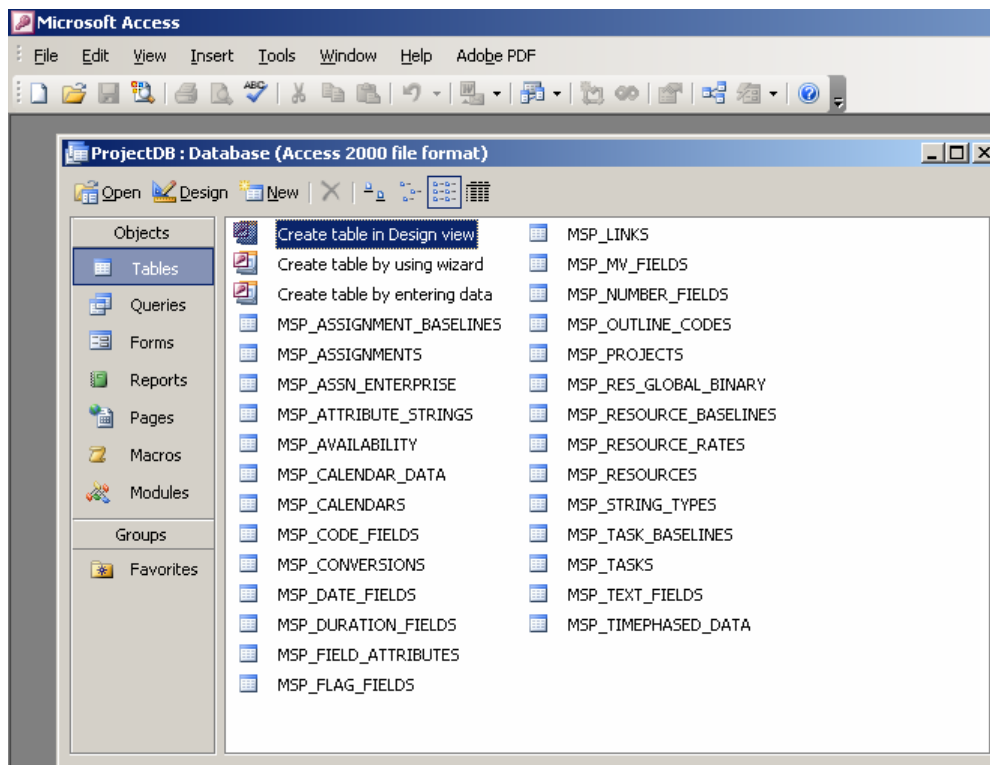 Microsoft Access
File Edit View Insert Tools Window Help Adobe PDF
ABC
ProjectDB : Database (Access 2000 file format)
Open Design New
Objects
Tables
Queries
Forms
Reports
Pages
Macros
Modules
Groups
Favorites
Create table in Design view
Create table by using wizard
Create table by entering data
MSP_ASSIGNMENT_BASELINES
MSP_ASSIGNMENTS
MSP_ASSN_ENTERPRISE
MSP_ATTRIBUTE_STRINGS
MSP_AVAILABILITY
MSP_CALENDAR_DATA
MSP_CALENDARS
MSP_CODE_FIELDS
MSP_CONVERSIONS
MSP_DATE_FIELDS
MSP_DURATION_FIELDS
MSP_FIELD_ATTRIBUTES
MSP_FLAG_FIELDS
MSP_LINKS
MSP_MV_FIELDS
MSP_NUMBER_FIELDS
MSP_OUTLINE_CODES
MSP_PROJECTS
MSP_RES_GLOBAL_BINARY
MSP_RESOURCE_BASELINES
MSP_RESOURCE_RATES
MSP_RESOURCES
MSP_STRING_TYPES
MSP_TASK_BASELINES
MSP_TASKS
MSP_TEXT_FIELDS
MSP_TIMEPHASED_DATA